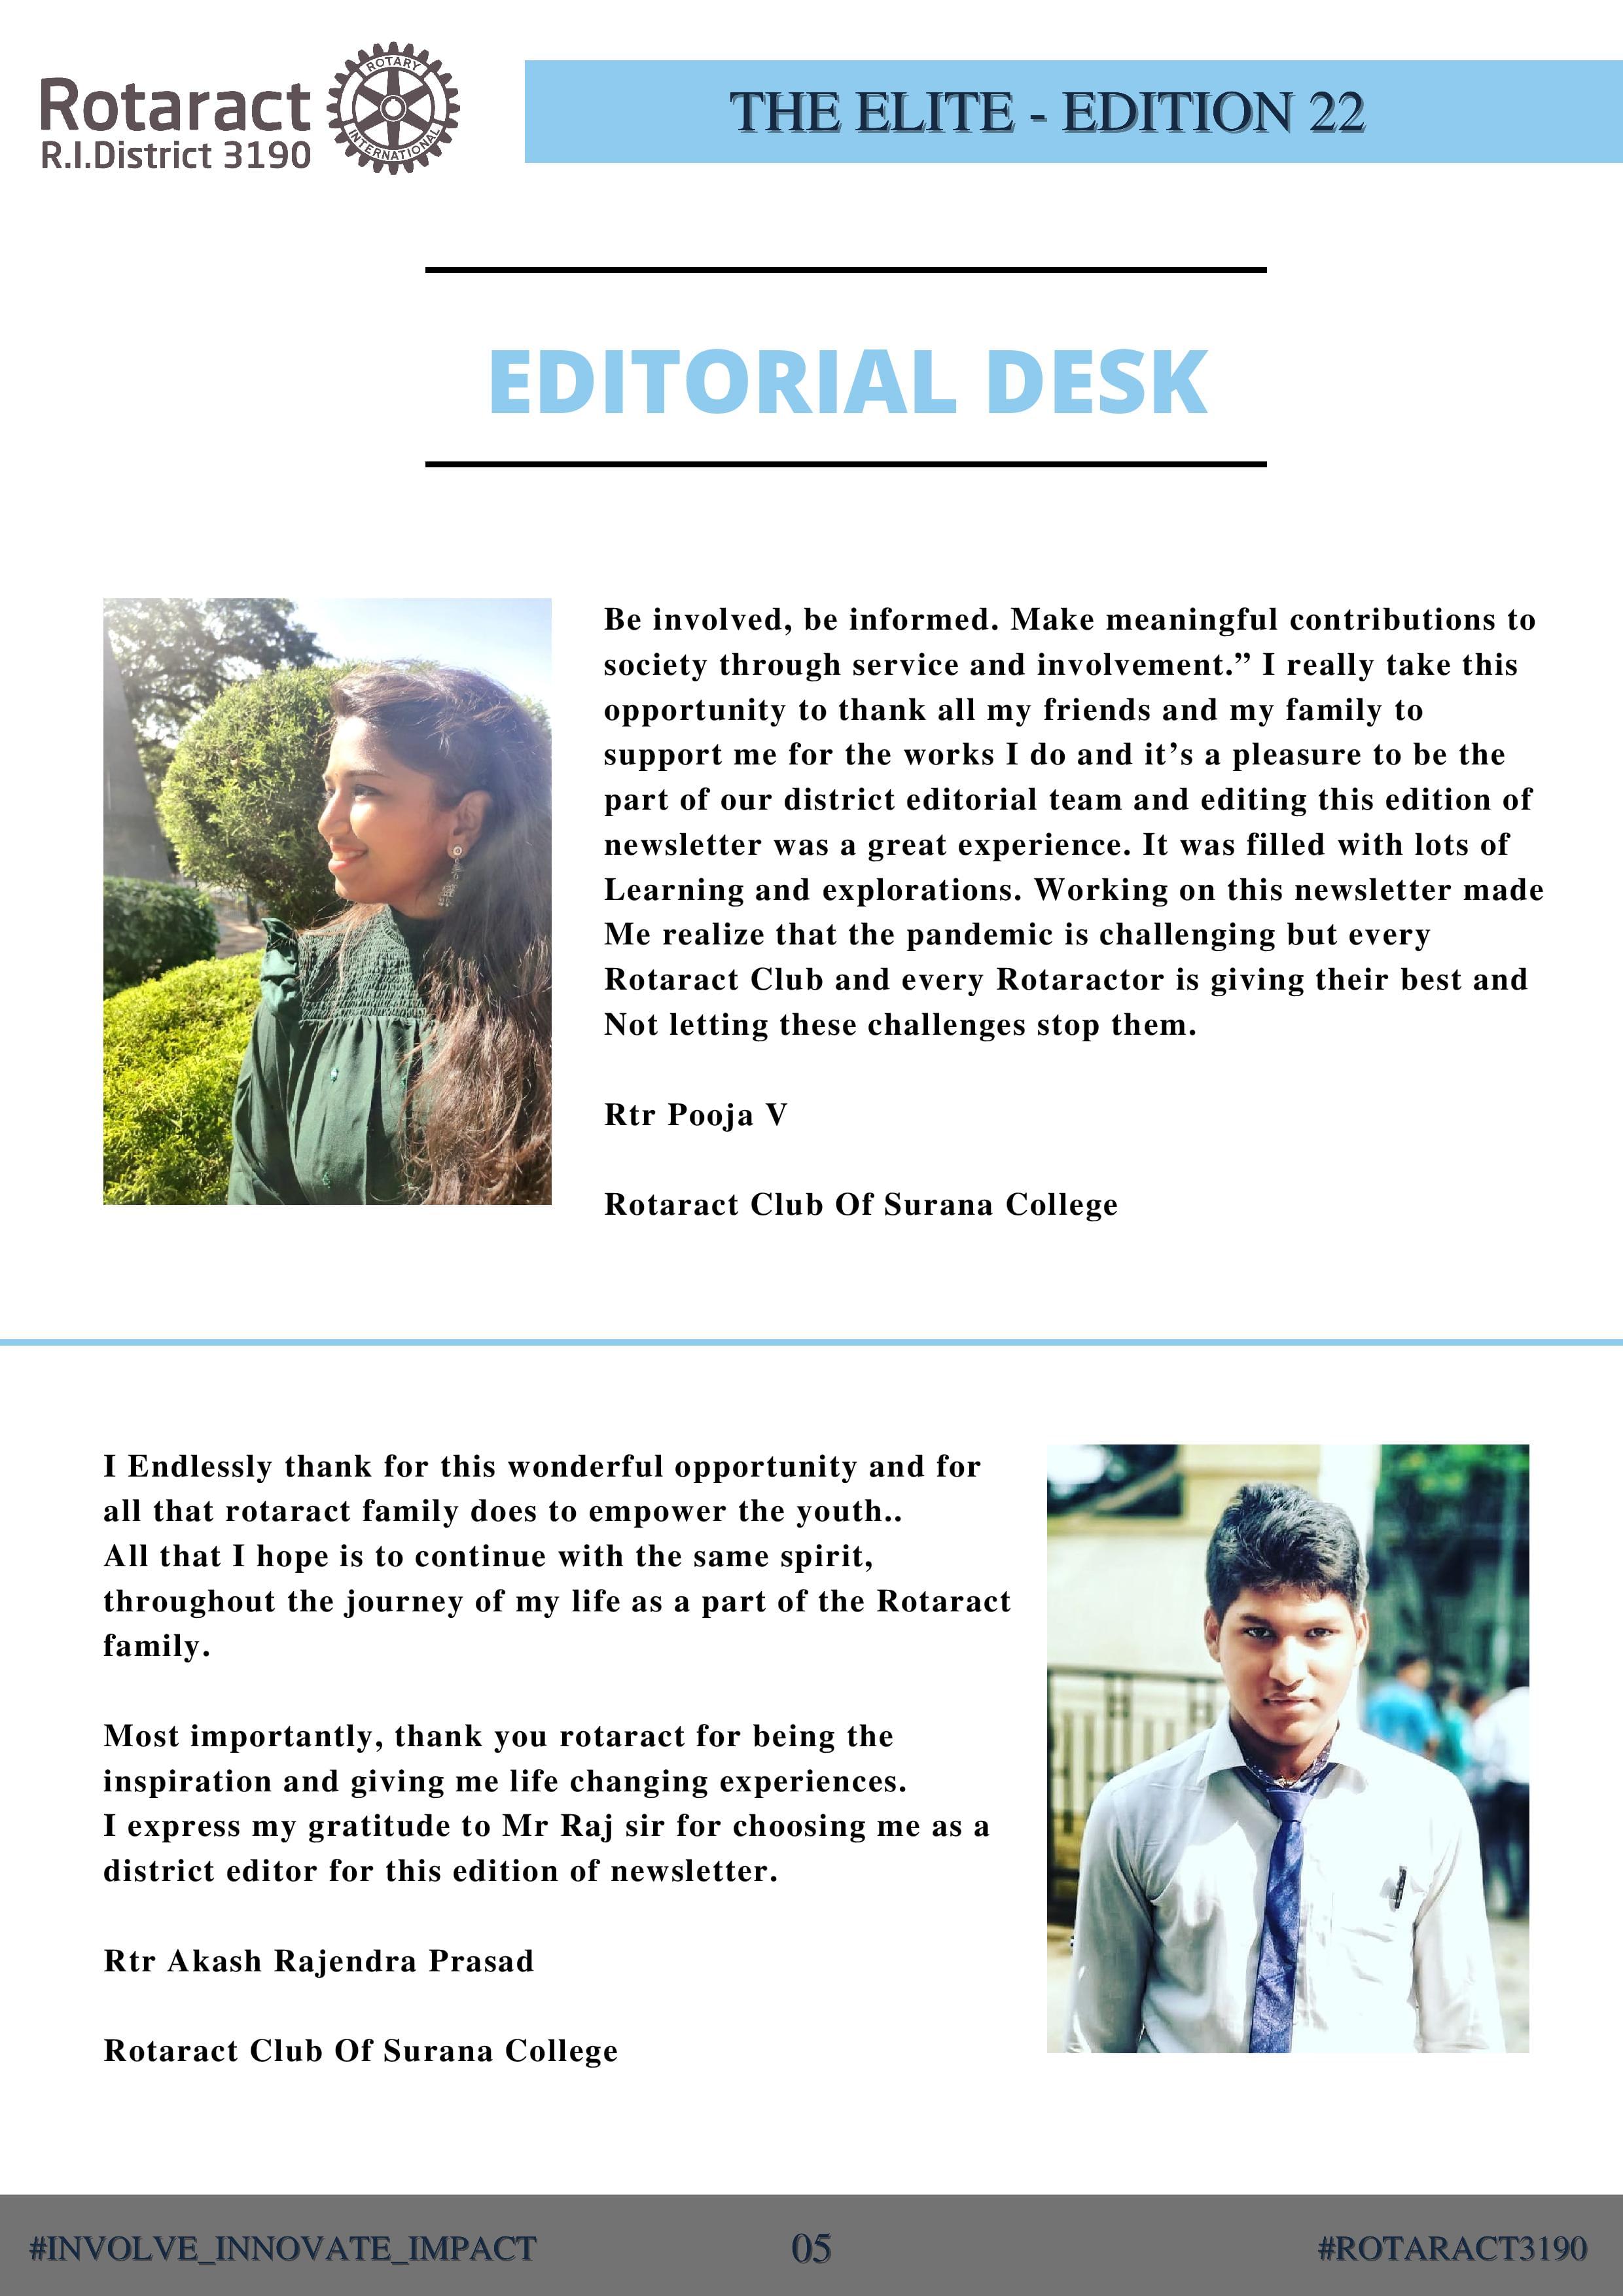 Rotaract
R.I.District 3190
ROTARY
INTERNATIONAL
THE ELITE - EDITION 22
EDITORIAL DESK
Be involved, be informed. Make meaningful contributions to
society through service and involvement.” I really take this
opportunity to thank all my friends and my family to
support me for the works I do and it’s a pleasure to be the
part of our district editorial team and editing this edition of
newsletter was a great experience. It was filled with lots of
Learning and explorations. Working on this newsletter made
Me realize that the pandemic is challenging but every
Rotaract Club and every Rotaractor is giving their best and
Not letting these challenges stop them.
Rtr Pooja V
Rotaract Club Of Surana College
I Endlessly thank for this wonderful opportunity and for
all that rotaract family does to empower the youth..
All that I hope is to continue with the same spirit,
throughout the journey of my life as a part of the Rotaract
family.
Most importantly, thank you rotaract for being the
inspiration and giving me life changing experiences.
I express my gratitude to Mr Raj sir for choosing me as a
district editor for this edition of newsletter.
Rtr Akash Rajendra Prasad
Rotaract Club Of Surana College
#INVOLVE_INNOVATE_IMPACT
05
#ROTARACT3190